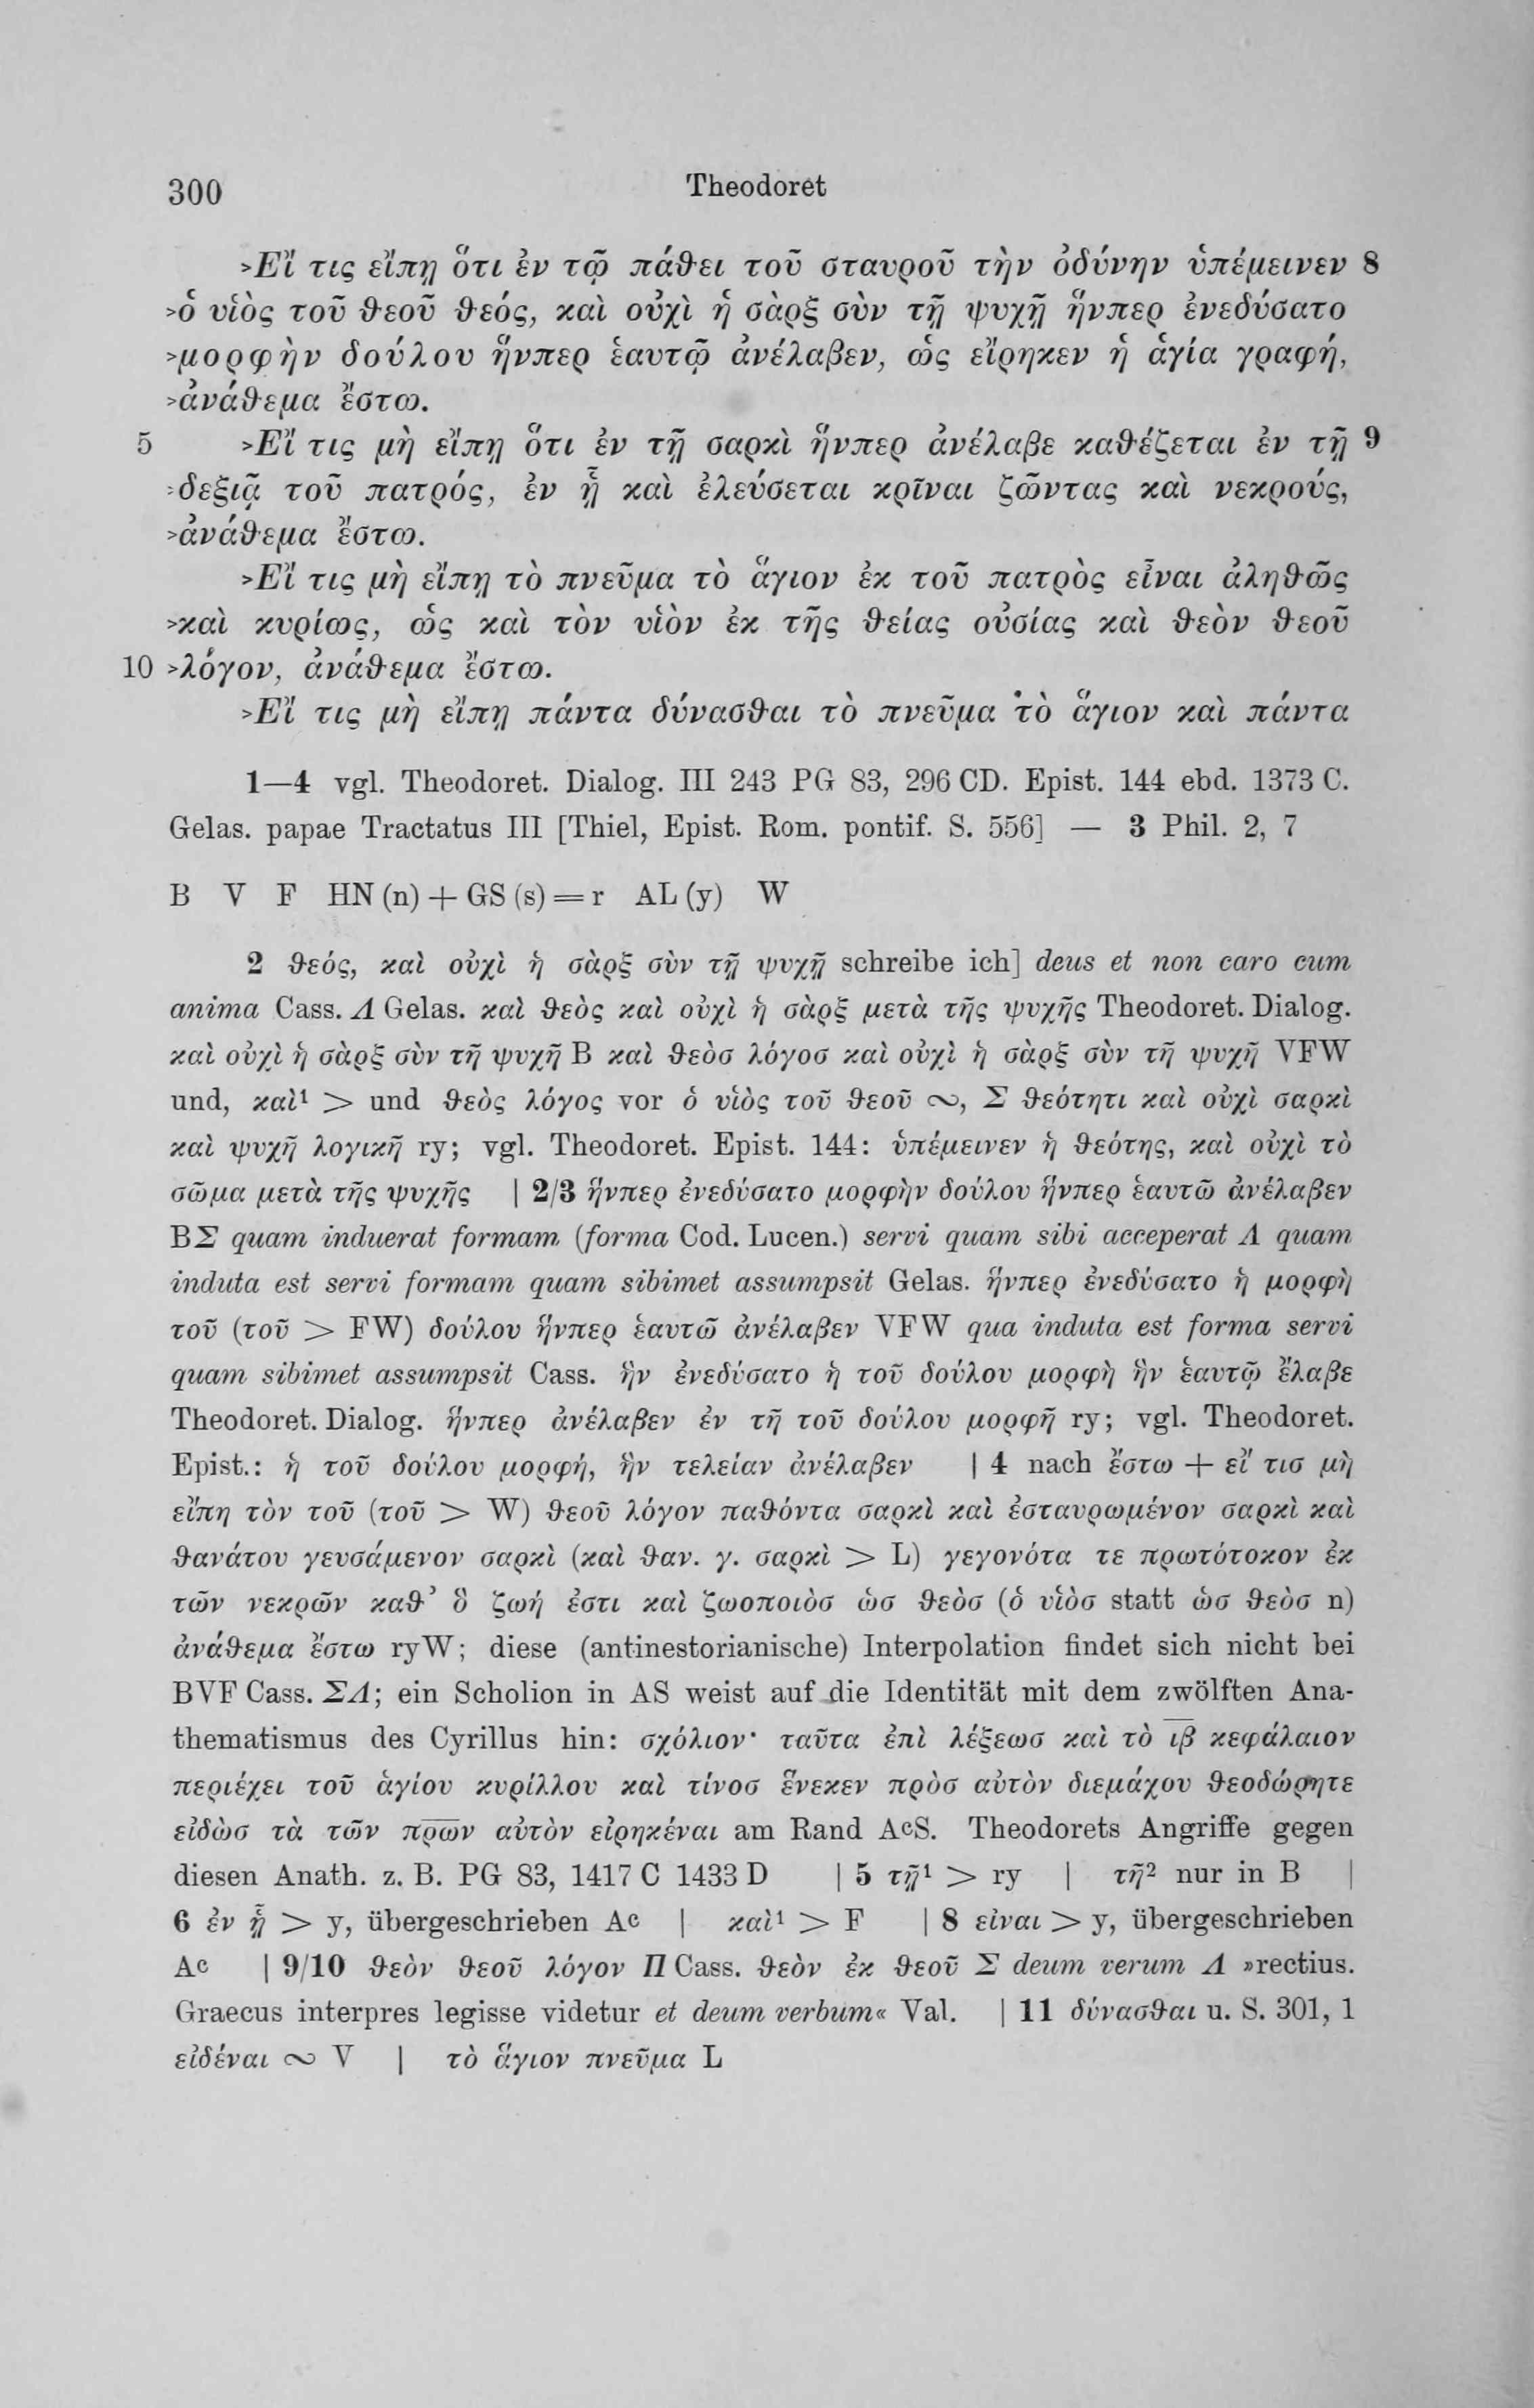 300 Theodoret
>Εἴ τις εἴπῃ ὅτι ἐν τῷ πάθει τοῦ σταυροῦ τὴν ὀδύνην ὑπέμεινεν 8
>ὁ υἱὸς τοῦ θεοῦ θεός, καὶ οὐχὶ ἡ σὰρξ σὺν τῇ ψυχῇ ἥνπερ ἐνεδύσατο
>μορφὴν δούλου ἥνπερ ἑαυτῷ ἀνέλαβεν, ὡς εἴρηκεν ἡ ἁγία γραφή,
>ἀνάθεμα ἔστω.
5 >Εἴ τις μὴ εἴπῃ ὅτι ἐν τῇ σαρκὶ ἥνπερ ἀνέλαβε καθέζεται ἐν τῇ 9
>δεξιᾷ τοῦ πατρός, ἐν ᾗ καὶ ἐλεύσεται κρῖναι ζῶντας καὶ νεκρούς,
>ἀνάθεμα ἔστω.
>Εἴ τις μὴ εἴπῃ τὸ πνεῦμα τὸ ἅγιον ἐκ τοῦ πατρὸς εἶναι ἀληθῶς
>καὶ κυρίως, ὡς καὶ τὸν υἱὸν ἐκ τῆς θείας οὐσίας καὶ θεὸν θεοῦ
10 >λόγον, ἀνάθεμα ἔστω.
>Εἴ τις μὴ εἴπῃ πάντα δύνασθαι τὸ πνεῦμα τὸ ἅγιον καὶ πάντα
1—4 vgl. Theodoret. Dialog. III 243 PG 83, 296 CD. Epist. 144 ebd. 1373 C.
Gelas. papae Tractatus III [Thiel, Epist. Rom. pontif. S. 556] — 3 Phil. 2, 7
B V F HN (n) + GS (s) = r AL (y) W
2 θεός, καὶ οὐχὶ ἡ σὰρξ σὺν τῇ ψυχῇ schreibe ich] deus et non caro cum
anima Cass. Λ Gelas. καὶ θεὸς καὶ οὐχὶ ἡ σὰρξ μετὰ τῆς ψυχῆς Theodoret. Dialog.
καὶ οὐχὶ ἡ σὰρξ σὺν τῆ ψυχῆ B καὶ θεὸσ λόγοσ καὶ οὐχὶ ἡ σὰρξ σὺν τῆ ψυχῆ VFW
und, καὶ¹ > und θεὸς λόγος vor ὁ υἱὸς τοῦ θεοῦ ∾, Σ θεότητι καὶ οὐχὶ σαρκὶ
καὶ ψυχῆ λογικῆ ry; vgl. Theodoret. Epist. 144: ὑπέμεινεν ἡ θεότης, καὶ οὐχὶ τὸ
σῶμα μετὰ τῆς ψυχῆς | 2/3 ἥνπερ ἐνεδύσατο μορφὴν δούλου ἥνπερ ἑαυτῶ ἀνέλαβεν
BΣ quam induerat formam (forma Cod. Lucen.) servi quam sibi acceperat Λ quam
induta est servi formam quam sibimet assumpsit Gelas. ἥνπερ ἐνεδύσατο ἡ μορφὴ
τοῦ (τοῦ > FW) δούλου ἥνπερ ἑαυτῶ ἀνέλαβεν VFW qua induta est forma servi
quam sibimet assumpsit Cass. ἣν ἐνεδύσατο ἡ τοῦ δούλου μορφὴ ἣν ἑαυτῷ ἔλαβε
Theodoret. Dialog. ἥνπερ ἀνέλαβεν ἐν τῆ τοῦ δούλου μορφῆ ry; vgl. Theodoret.
Epist.: ἡ τοῦ δούλου μορφή, ἣν τελείαν ἀνέλαβεν | 4 nach ἔστω + εἴ τισ μὴ
εἴπη τὸν τοῦ (τοῦ > W) θεοῦ λόγον παθόντα σαρκὶ καὶ ἐσταυρωμένον σαρκὶ καὶ
θανάτου γευσάμενον σαρκὶ (καὶ θαν. γ. σαρκὶ > L) γεγονότα τε πρωτότοκον ἐκ
τῶν νεκρῶν καθ’ ὃ ζωή ἐστι καὶ ζωοποιὸσ ὡσ θεὸσ (ὁ υἱὸσ statt ὡσ θεὸσ n)
ἀνάθεμα ἔστω ryW; diese (antinestorianische) Interpolation findet sich nicht bei
BVF Cass. ΣΛ; ein Scholion in AS weist auf die Identität mit dem zwölften Ana-
thematismus des Cyrillus hin: σχόλιον· ταῦτα ἐπὶ λέξεωσ καὶ τὸ ι̅β̅ κεφάλαιον
περιέχει τοῦ ἁγίου κυρίλλου καὶ τίνοσ ἕνεκεν πρὸσ αὐτὸν διεμάχου θεοδώρητε
εἰδὼσ τὰ τῶν π̅ρ̅ω̅ν αὐτὸν εἰρηκέναι am Rand AᶜS. Theodorets Angriffe gegen
diesen Anath. z. B. PG 83, 1417 C 1433 D | 5 τῇ¹ > ry | τῇ² nur in B |
6 ἐν ᾗ > y, übergeschrieben Aᶜ | καὶ¹ > F | 8 εἶναι > y, übergeschrieben
Aᶜ | 9/10 θεὸν θεοῦ λόγον Π Cass. θεὸν ἐκ θεοῦ Σ deum verum Λ »rectius.
Graecus interpres legisse videtur et deum verbum« Val. | 11 δύνασθαι u. S. 301, 1
εἰδέναι ∾ V | τὸ ἅγιον πνεῦμα L